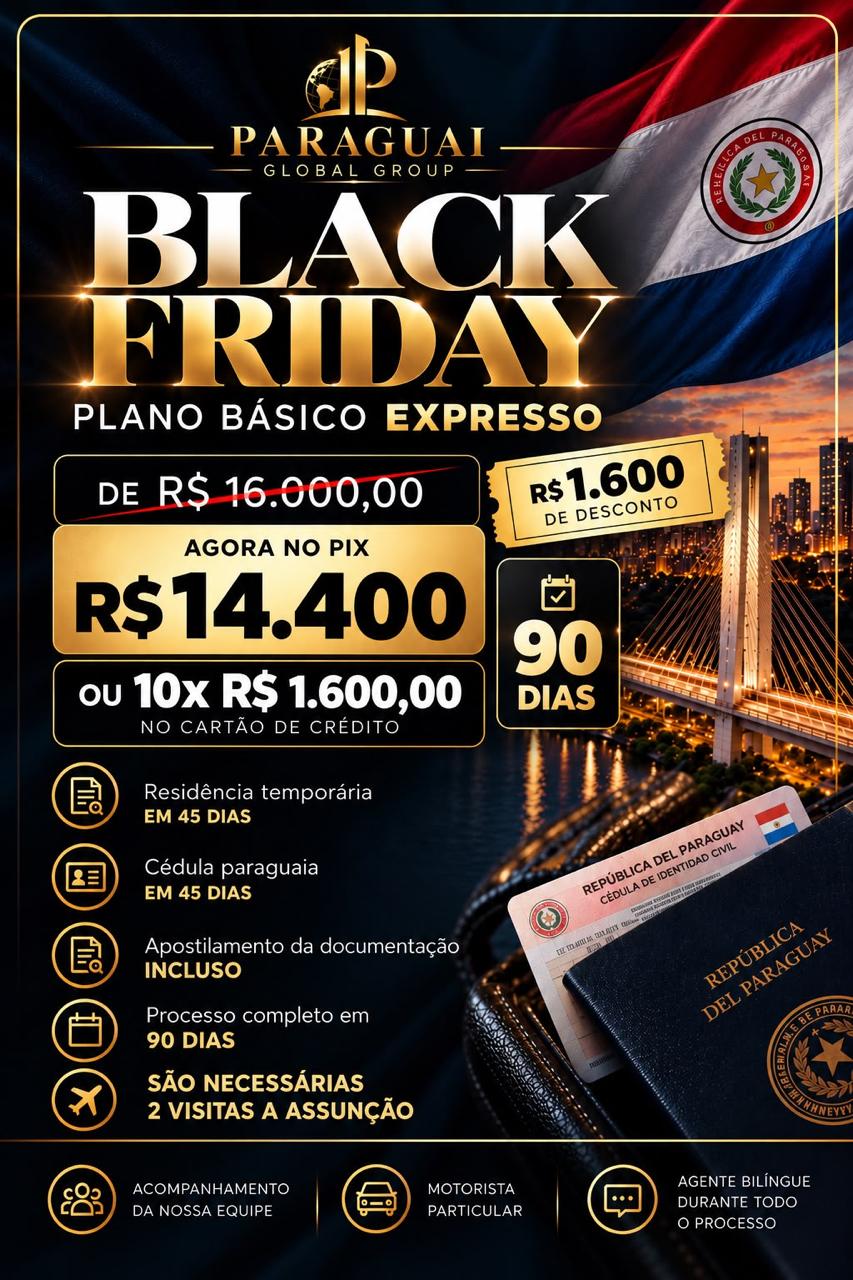 PARAGUAI
GLOBAL GROUP
BLACK
FRIDAY
PLANO BÁSICO EXPRESSO
DE R$ 16.000,00
R$ 1.600
DE DESCONTO
AGORA NO PIX
R$ 14.400
90
DIAS
OU 10x R$ 1.600,00
NO CARTÃO DE CRÉDITO
Residência temporária
EM 45 DIAS
Cédula paraguaia
EM 45 DIAS
Apostilamento da documentação
INCLUSO
Processo completo em
90 DIAS
SÃO NECESSÁRIAS
2 VISITAS A ASSUNÇÃO
REPÚBLICA DEL PARAGUAY
CÉDULA DE IDENTIDAD CIVIL
REPÚBLICA
DEL PARAGUAY
ACOMPANHAMENTO
DA NOSSA EQUIPE
MOTORISTA
PARTICULAR
AGENTE BILÍNGUE
DURANTE TODO
O PROCESSO